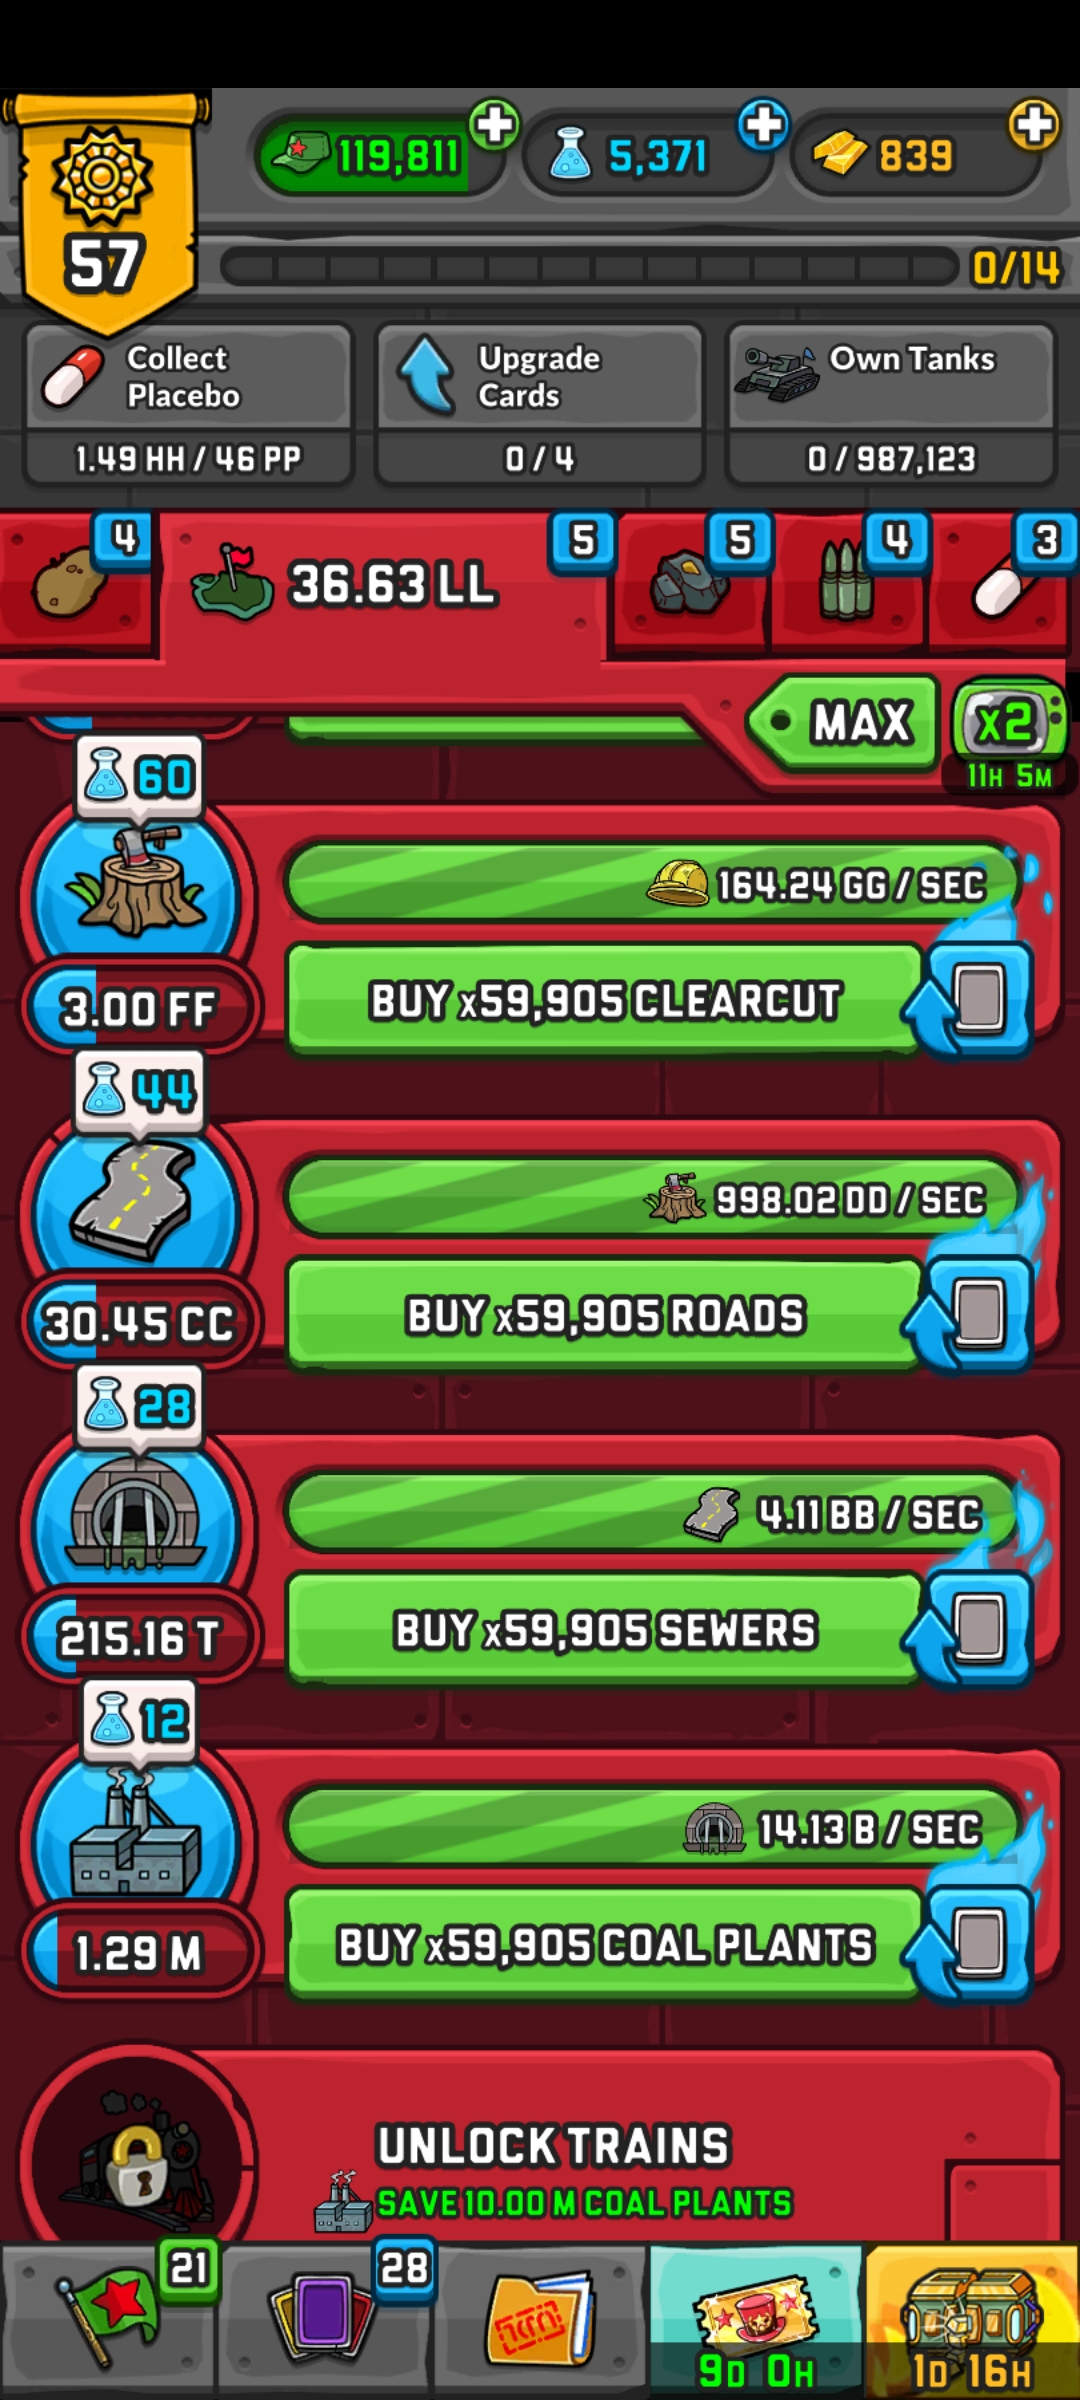 119,811
5,371
839
57
0/14
Collect
Placebo
1.49 HH / 46 PP
Upgrade
Cards
0 / 4
Own Tanks
0 / 987,123
4
36.63 LL
5
5
4
3
MAX
x2
11H 5M
60
164.24 GG / SEC
BUY x59,905 CLEARCUT
3.00 FF
44
998.02 DD / SEC
BUY x59,905 ROADS
30.45 CC
28
4.11 BB / SEC
BUY x59,905 SEWERS
215.16 T
12
14.13 B / SEC
BUY x59,905 COAL PLANTS
1.29 M
UNLOCK TRAINS
SAVE 10.00 M COAL PLANTS
21
28
9D 0H
1D 16H